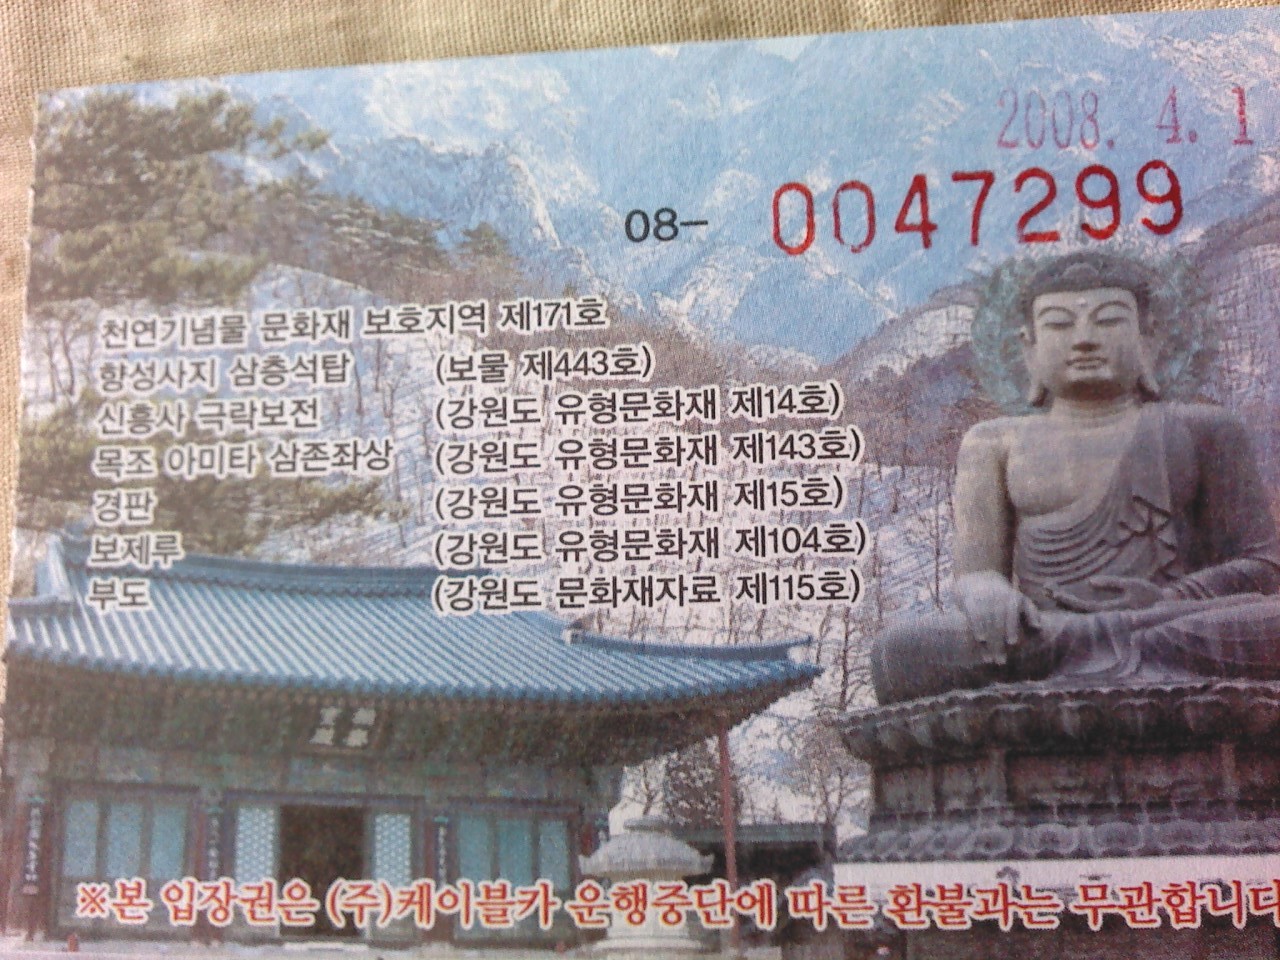 2008. 4. 1
08- 0047299
천연기념물 문화재 보호지역 제171호
향성사지 삼층석탑 (보물 제443호)
신흥사 극락보전 (강원도 유형문화재 제14호)
목조 아미타 삼존좌상 (강원도 유형문화재 제143호)
경판 (강원도 유형문화재 제15호)
보제루 (강원도 유형문화재 제104호)
부도 (강원도 문화재자료 제115호)
※본 입장권은 (주)케이블카 운행중단에 따른 환불과는 무관합니다